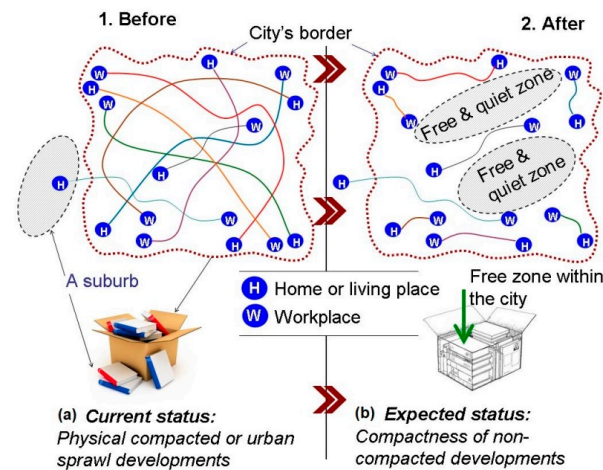 1. Before
City's border
2. After
H
W
W
H
W
H
W
H
H
W
W
H
W
H
W
H
H
W
W
H
Free & quiet zone
W
H
W
H
Free &
quiet zone
H
W
W
W
H
H
W
H
A suburb
H Home or living place
W Workplace
Free zone within
the city
(a) Current status:
Physical compacted or urban
sprawl developments
(b) Expected status:
Compactness of non-
compacted developments